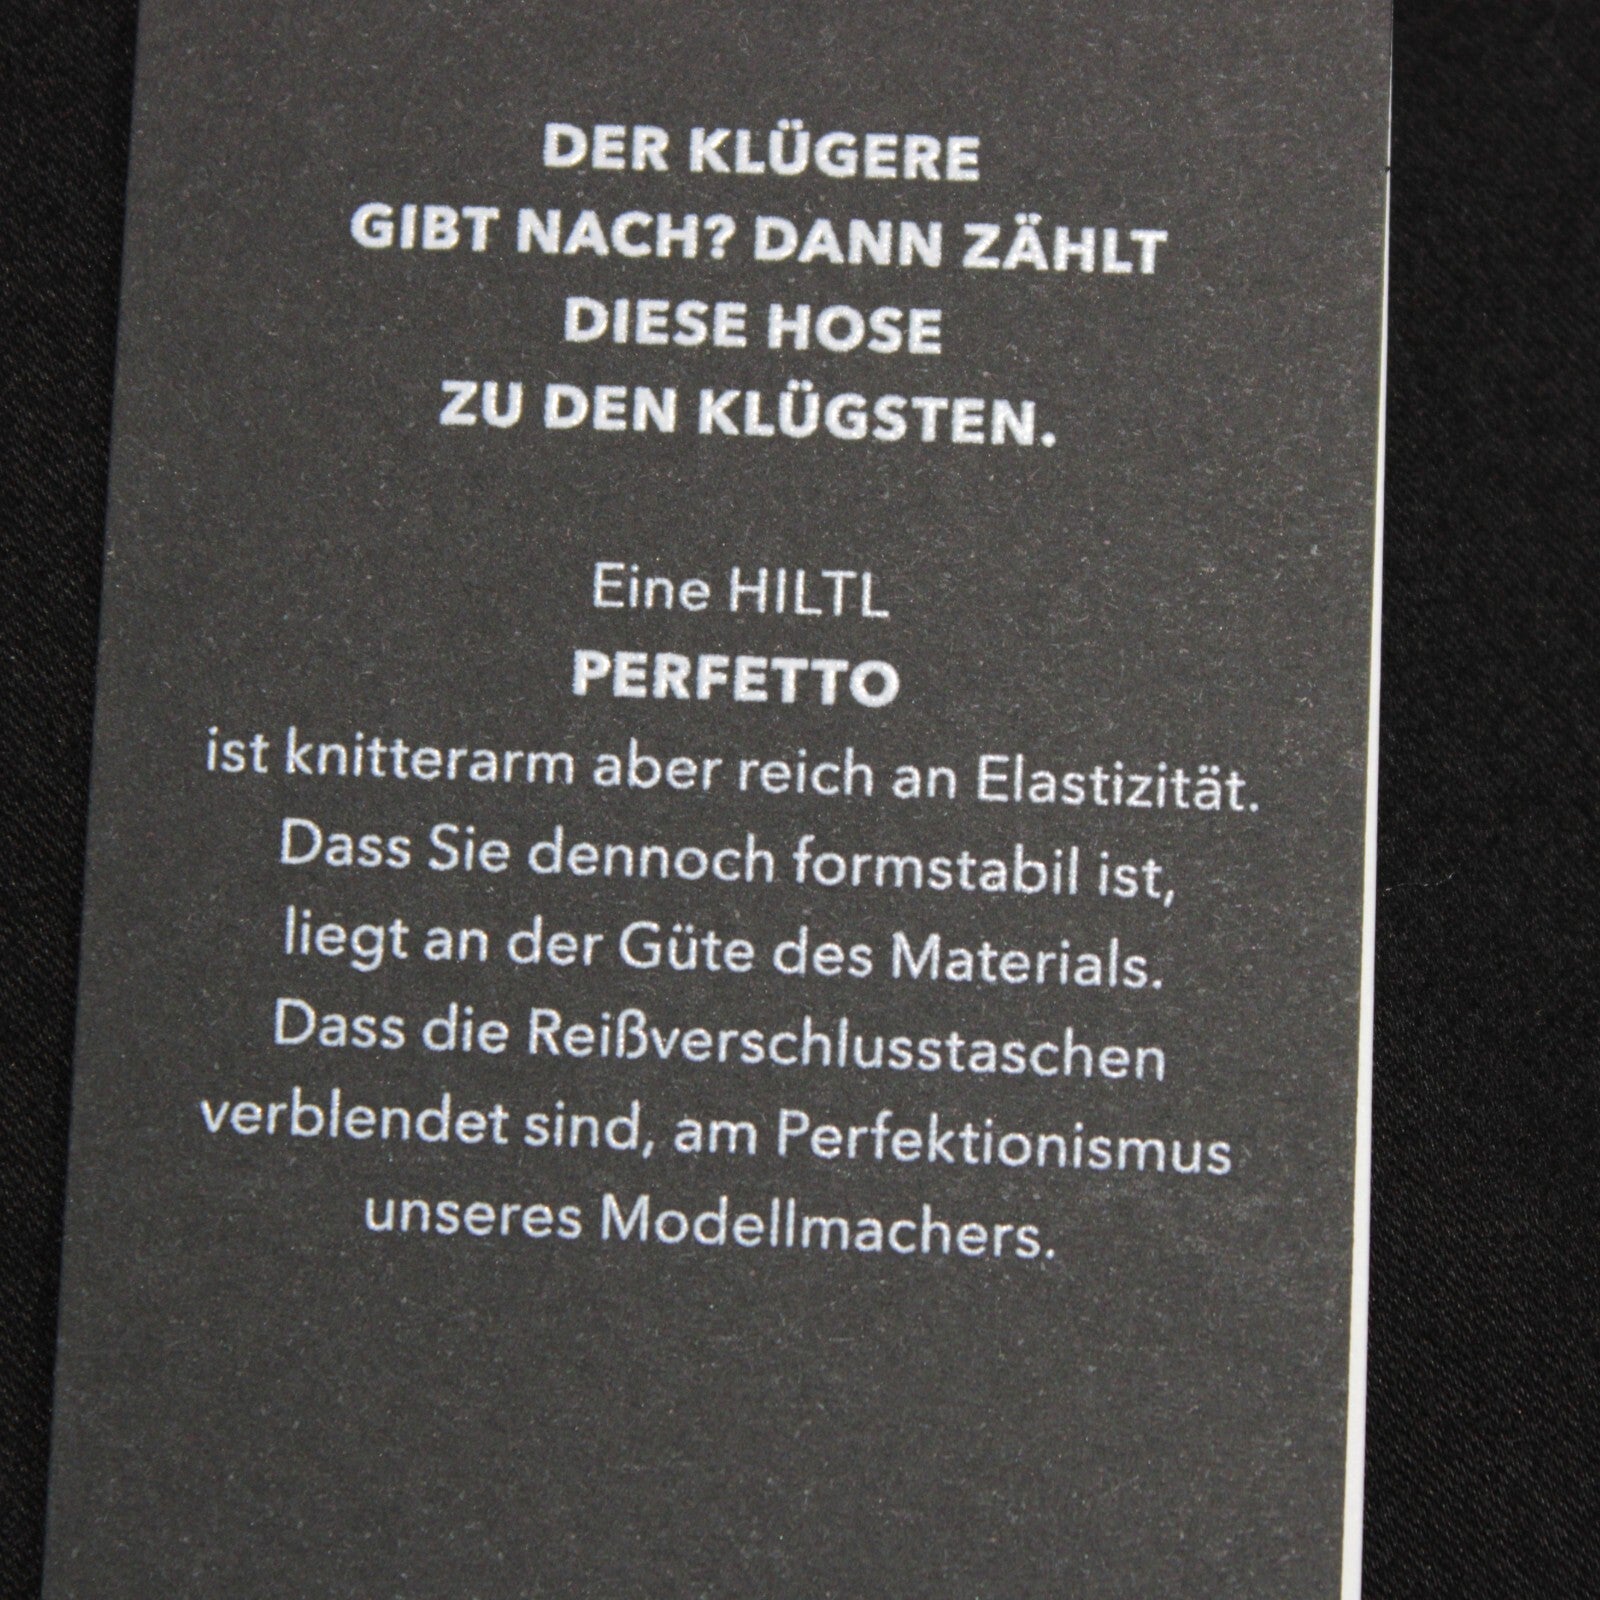 DER KLÜGERE
GIBT NACH? DANN ZÄHLT
DIESE HOSE
ZU DEN KLÜGSTEN.
Eine HILTL
PERFETTO
ist knitterarm aber reich an Elastizität.
Dass Sie dennoch formstabil ist,
liegt an der Güte des Materials.
Dass die Reißverschlusstaschen
verblendet sind, am Perfektionismus
unseres Modellmachers.